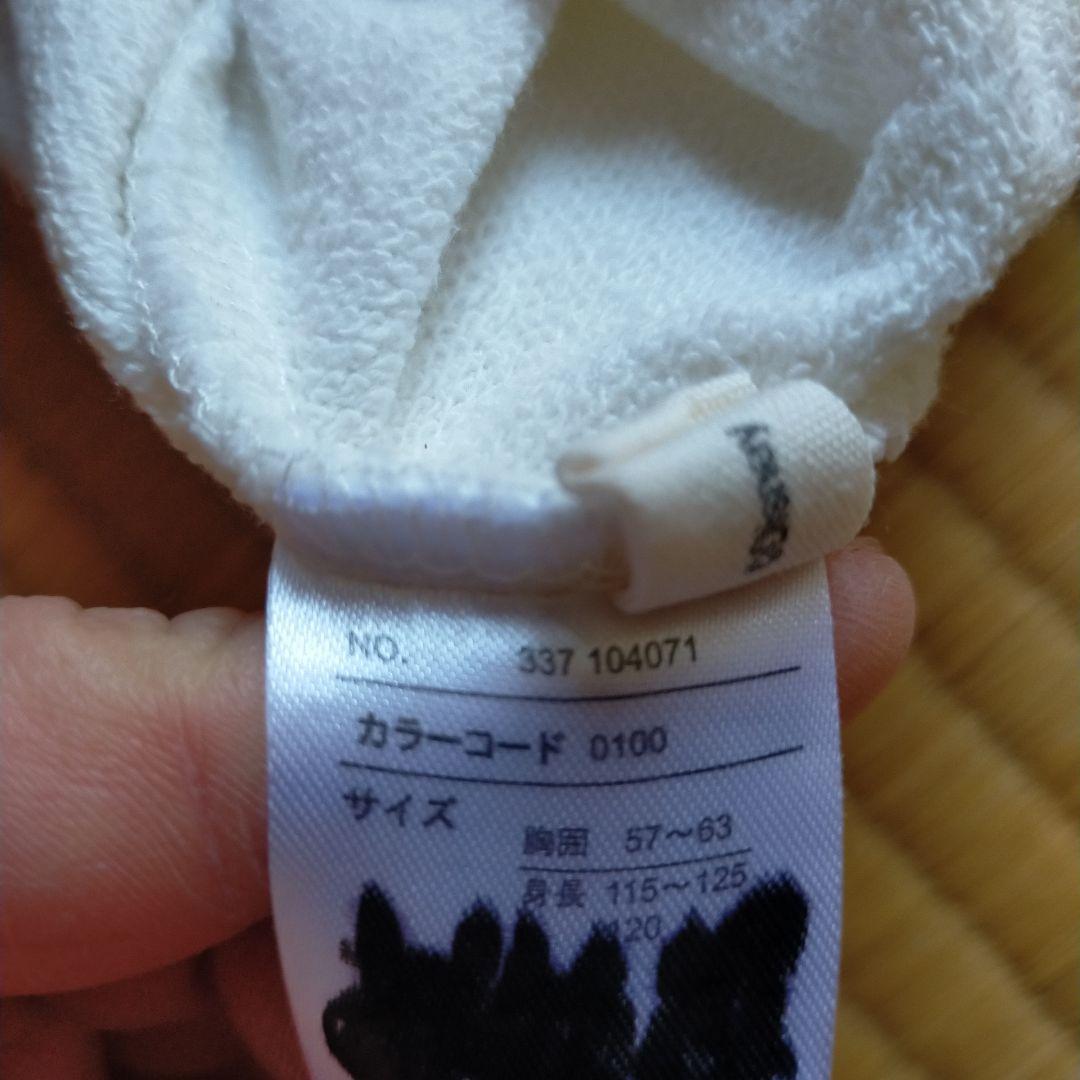 NO. 337 104071
カラーコード 0100
サイズ
胸囲 57～63
身長 115～125
120